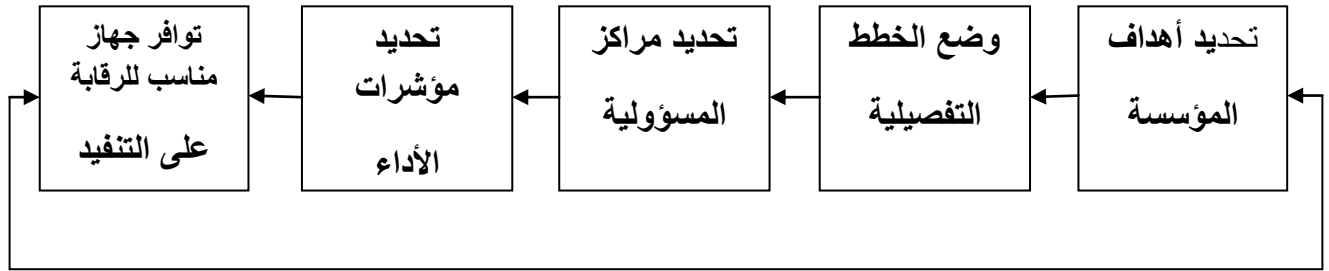 تحديد أهداف
المؤسسة
وضع الخطط
التفصيلية
تحديد مراكز
المسؤولية
تحديد
مؤشرات
الأداء
توافر جهاز
مناسب للرقابة
على التنفيد